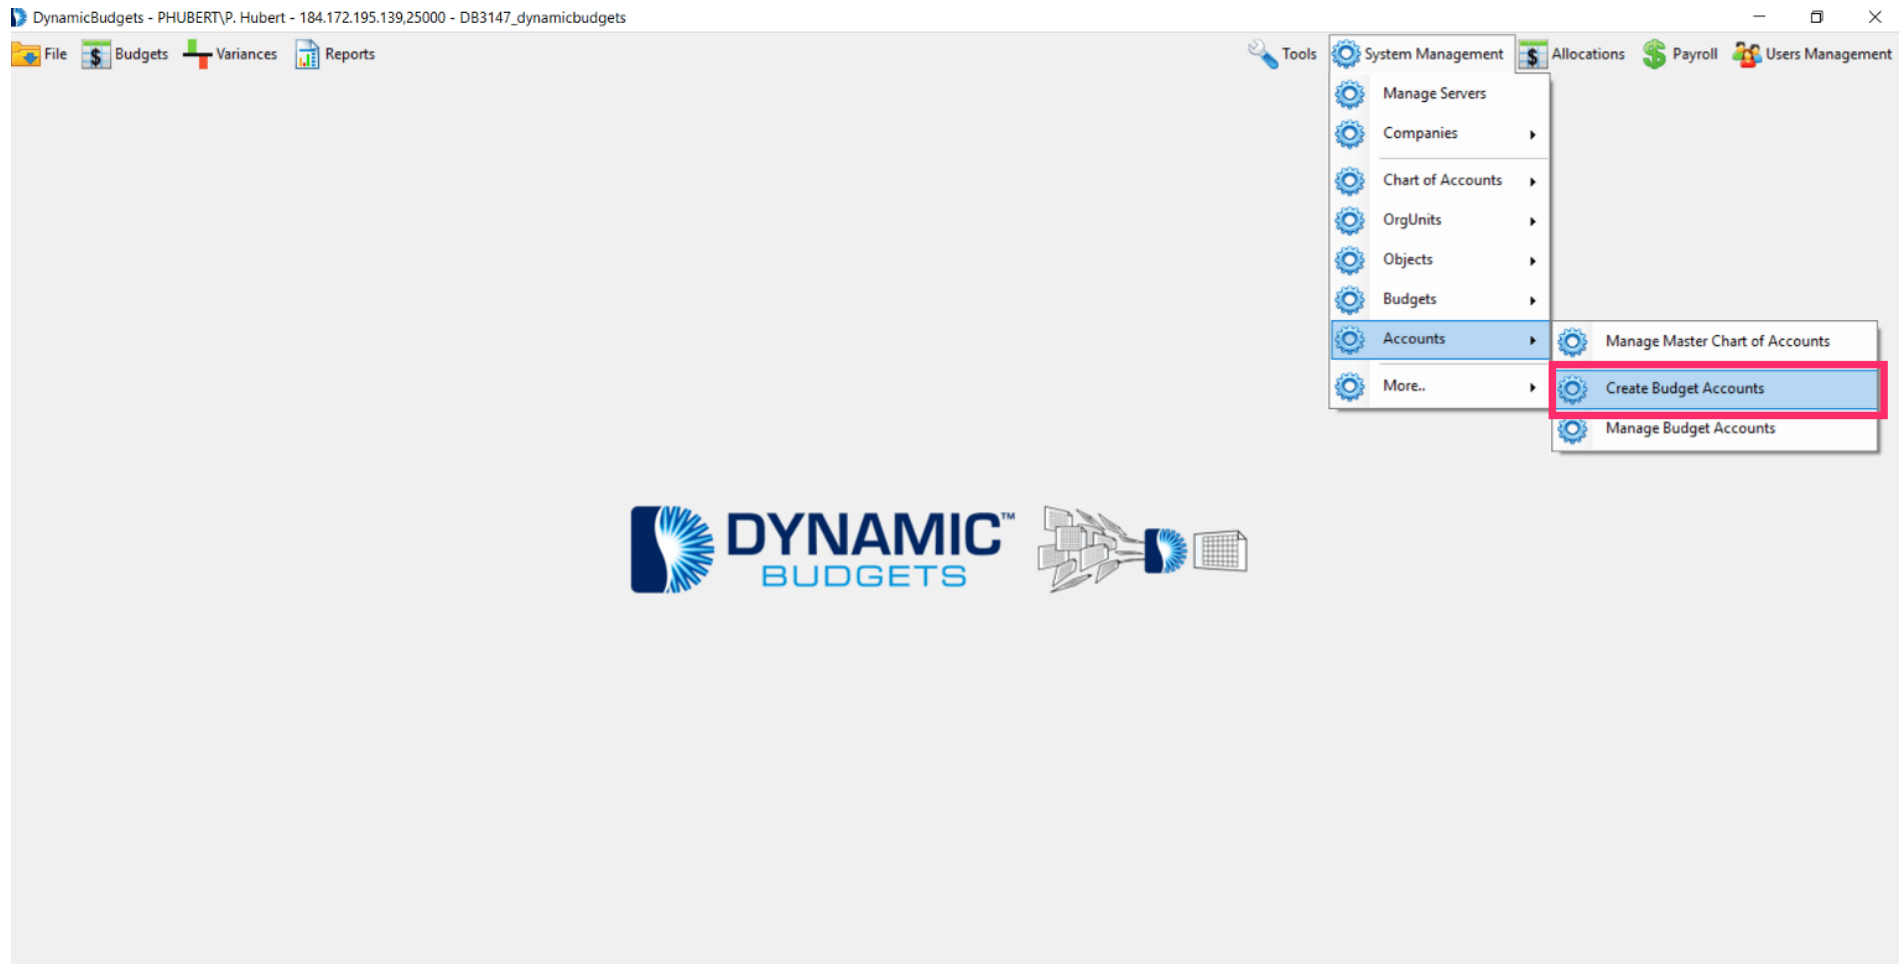 DynamicBudgets - PHUBERT\P. Hubert - 184.172.195.139,25000 - DB3147_dynamicbudgets
File Budgets Variances Reports Tools System Management Allocations Payroll Users Management
Manage Servers
Companies
Chart of Accounts
OrgUnits
Objects
Budgets
Accounts
More..
Manage Master Chart of Accounts
Create Budget Accounts
Manage Budget Accounts
DYNAMIC™
BUDGETS